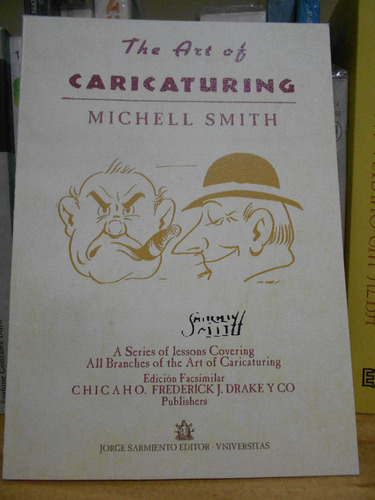 The Art of
CARICATURING
MICHELL SMITH
A Series of lessons Covering
All Branches of the Art of Caricaturing
Edición Facsimilar
CHICAHO, FREDERICK J. DRAKE Y CO
Publishers
JORGE SARMIENTO EDITOR - VNIVERSITAS